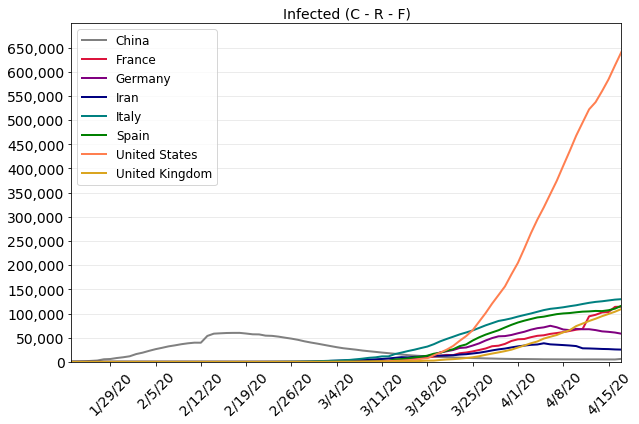 Infected (C - R - F)
650,000
600,000
550,000
500,000
450,000
400,000
350,000
300,000
250,000
200,000
150,000
100,000
50,000
0
China
France
Germany
Iran
Italy
Spain
United States
United Kingdom
1/29/20
2/5/20
2/12/20
2/19/20
2/26/20
3/4/20
3/11/20
3/18/20
3/25/20
4/1/20
4/8/20
4/15/20